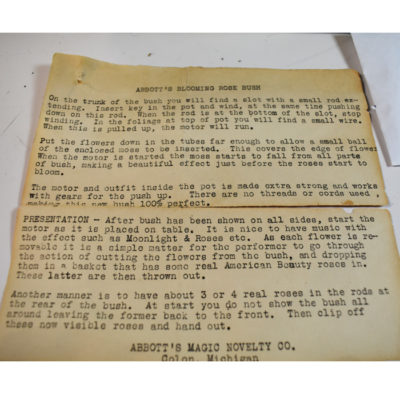 ABBOTT'S BLOOMING ROSE BUSH
On the trunk of the bush you will find a slot with a small rod ex-
tending. Insert key in the pot and wind, at the same time pushing
down on this rod. When the rod is at the bottom of the slot, stop
winding. In the foliage at top of pot you will find a small wire.
When this is pulled up, the motor will run.
Put the flowers down in the tubes far enough to allow a small ball
of the enclosed moss to be inserted. This covers the edge of flower
When the motor is started the moss starts to fall from all parts
of bush, making a beautiful effect just before the roses start to
bloom.
The motor and outfit inside the pot is made extra strong and works
with gears for the push up. There are no threads or cords used
this new bush 100% perfect.
PRESENTATION - After bush has been shown on all sides, start the
motor as it is placed on table. It is nice to have music with
the effect such as Moonlight & Roses etc. As each flower is re-
movable it is a simple matter for the performer to go through
the action of cutting the flowers from the bush, and dropping
them in a basket that has some real American Beauty roses in.
These latter are then thrown out.
Another manner is to have about 3 or 4 real roses in the rods at
the rear of the bush. At start you do not show the bush all
around leaving the former back to the front. Then clip off
these now visible roses and hand out.
ABBOTT'S MAGIC NOVELTY CO.
Colon, Michigan